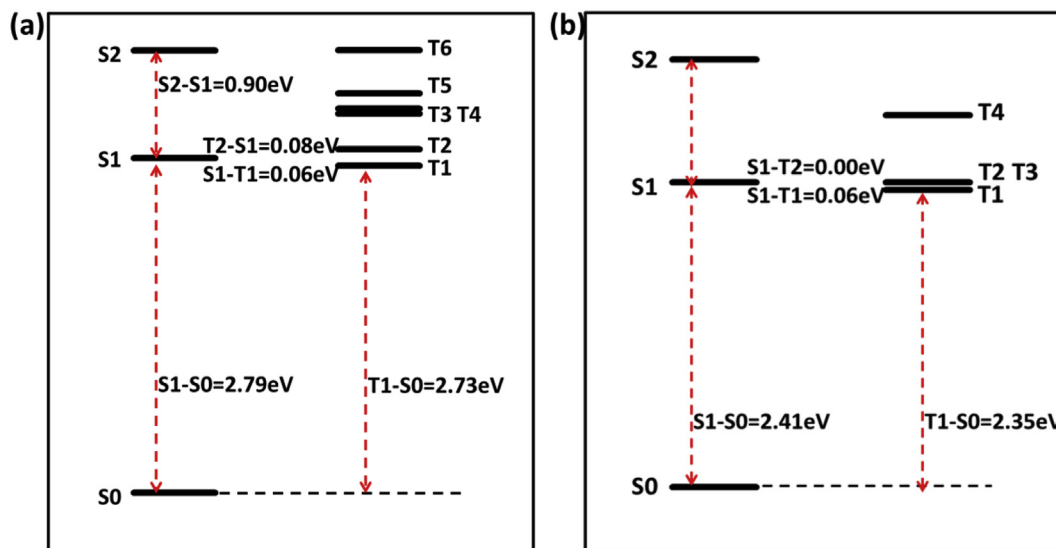 (a)
S2
T6
S2-S1=0.90eV
T5
T3 T4
T2-S1=0.08eV
T2
S1
S1-T1=0.06eV
T1
S1-S0=2.79eV
T1-S0=2.73eV
S0
(b)
S2
T4
S1-T2=0.00eV
T2 T3
S1
S1-T1=0.06eV
T1
S1-S0=2.41eV
T1-S0=2.35eV
S0